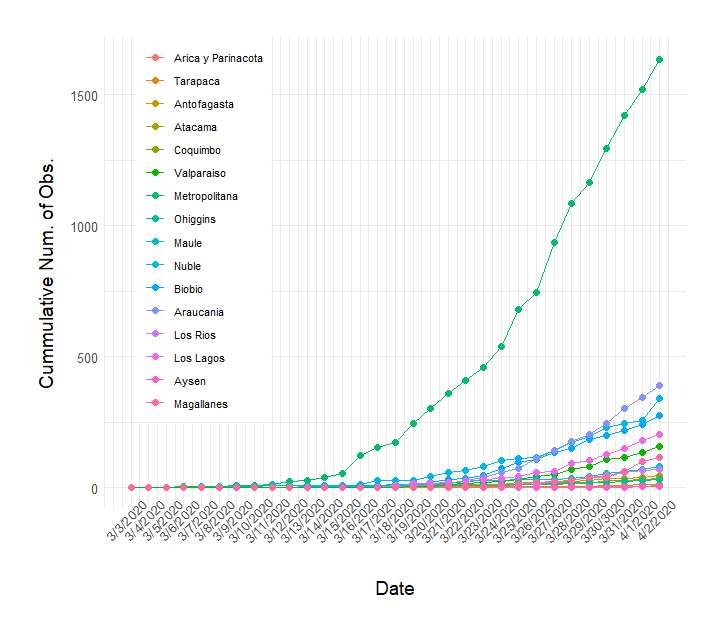 Cummulative Num. of Obs.
1500
1000
500
0
Arica y Parinacota
Tarapaca
Antofagasta
Atacama
Coquimbo
Valparaiso
Metropolitana
Ohiggins
Maule
Nuble
Biobio
Araucania
Los Rios
Los Lagos
Aysen
Magallanes
3/3/2020
3/4/2020
3/5/2020
3/6/2020
3/7/2020
3/8/2020
3/9/2020
3/10/2020
3/11/2020
3/12/2020
3/13/2020
3/14/2020
3/15/2020
3/16/2020
3/17/2020
3/18/2020
3/19/2020
3/20/2020
3/21/2020
3/22/2020
3/23/2020
3/24/2020
3/25/2020
3/26/2020
3/27/2020
3/28/2020
3/29/2020
3/30/2020
3/31/2020
4/1/2020
4/2/2020
Date